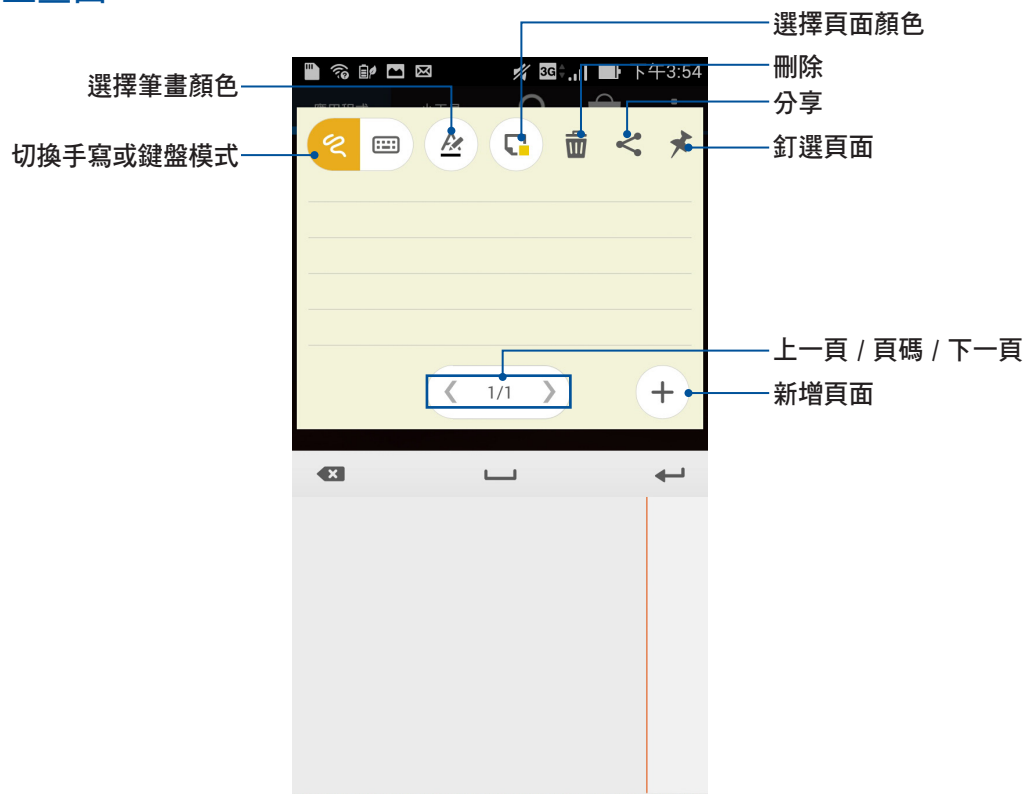 選擇頁面顏色
刪除
分享
釘選頁面
選擇筆畫顏色
切換手寫或鍵盤模式
3G 下午3:54
1/1
上一頁 / 頁碼 / 下一頁
新增頁面